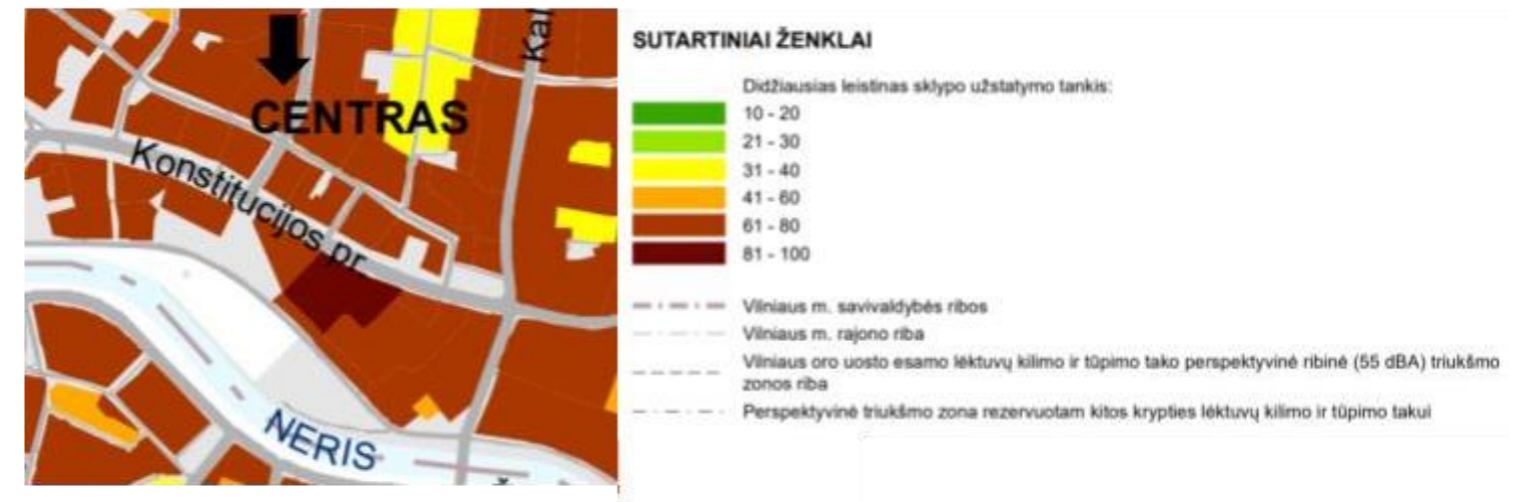 Kal
CENTRAS
Konstitucijos pr.
NERIS
SUTARTINIAI ŽENKLAI
Didžiausias leistinas sklypo užstatymo tankis:
10 - 20
21 - 30
31 - 40
41 - 60
61 - 80
81 - 100
Vilniaus m. savivaldybės ribos
Vilniaus m. rajono riba
Vilniaus oro uosto esamo lėktuvų kilimo ir tūpimo tako perspektyvinė ribinė (55 dBA) triukšmo
zonos riba
Perspektyvinė triukšmo zona rezervuotam kitos krypties lėktuvų kilimo ir tūpimo takui